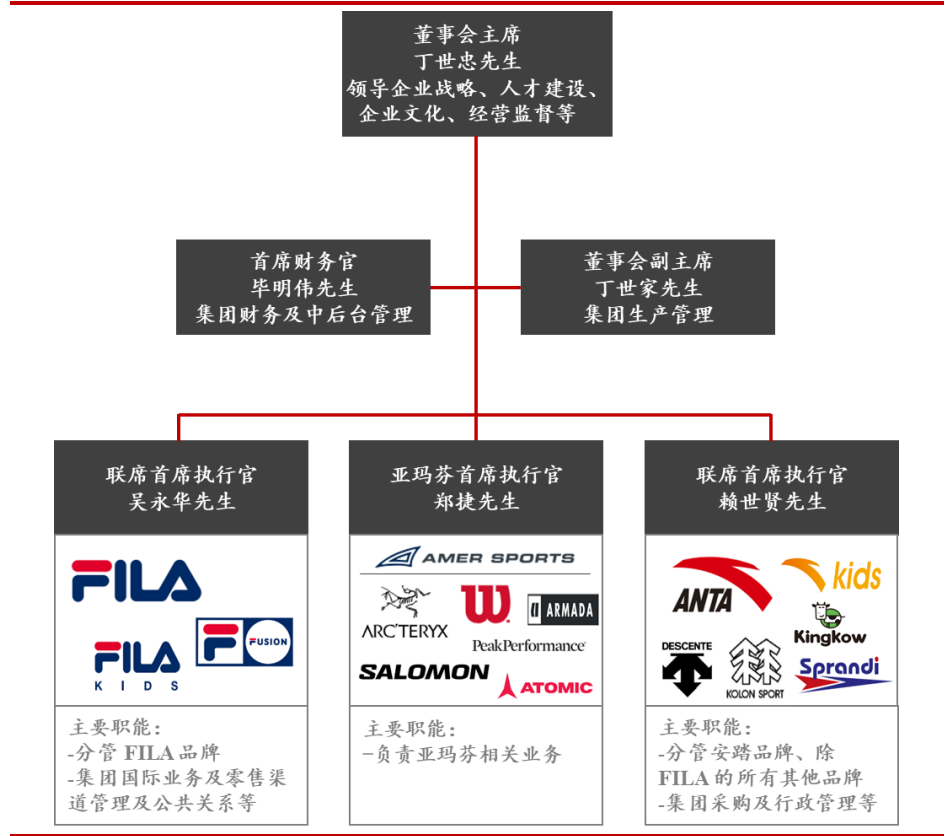 董事会主席
丁世忠先生
领导企业战略、人才建设、
企业文化、经营监督等
首席财务官
毕明伟先生
集团财务及中后台管理
董事会副主席
丁世家先生
集团生产管理
联席首席执行官
吴永华先生
FILA
FILA
KIDS
F FUSION
主要职能：
-分管 FILA 品牌
-集团国际业务及零售渠
道管理及公共关系等
亚玛芬首席执行官
郑捷先生
AMER SPORTS
ARC'TERYX
W
ARMADA
PeakPerformance
SALOMON
ATOMIC
主要职能：
-负责亚玛芬相关业务
联席首席执行官
赖世贤先生
ANTA
kids
Kingkow
DESCENTE
KOLON SPORT
Sprandi
主要职能：
-分管安踏品牌、除
FILA 的所有其他品牌
-集团采购及行政管理等